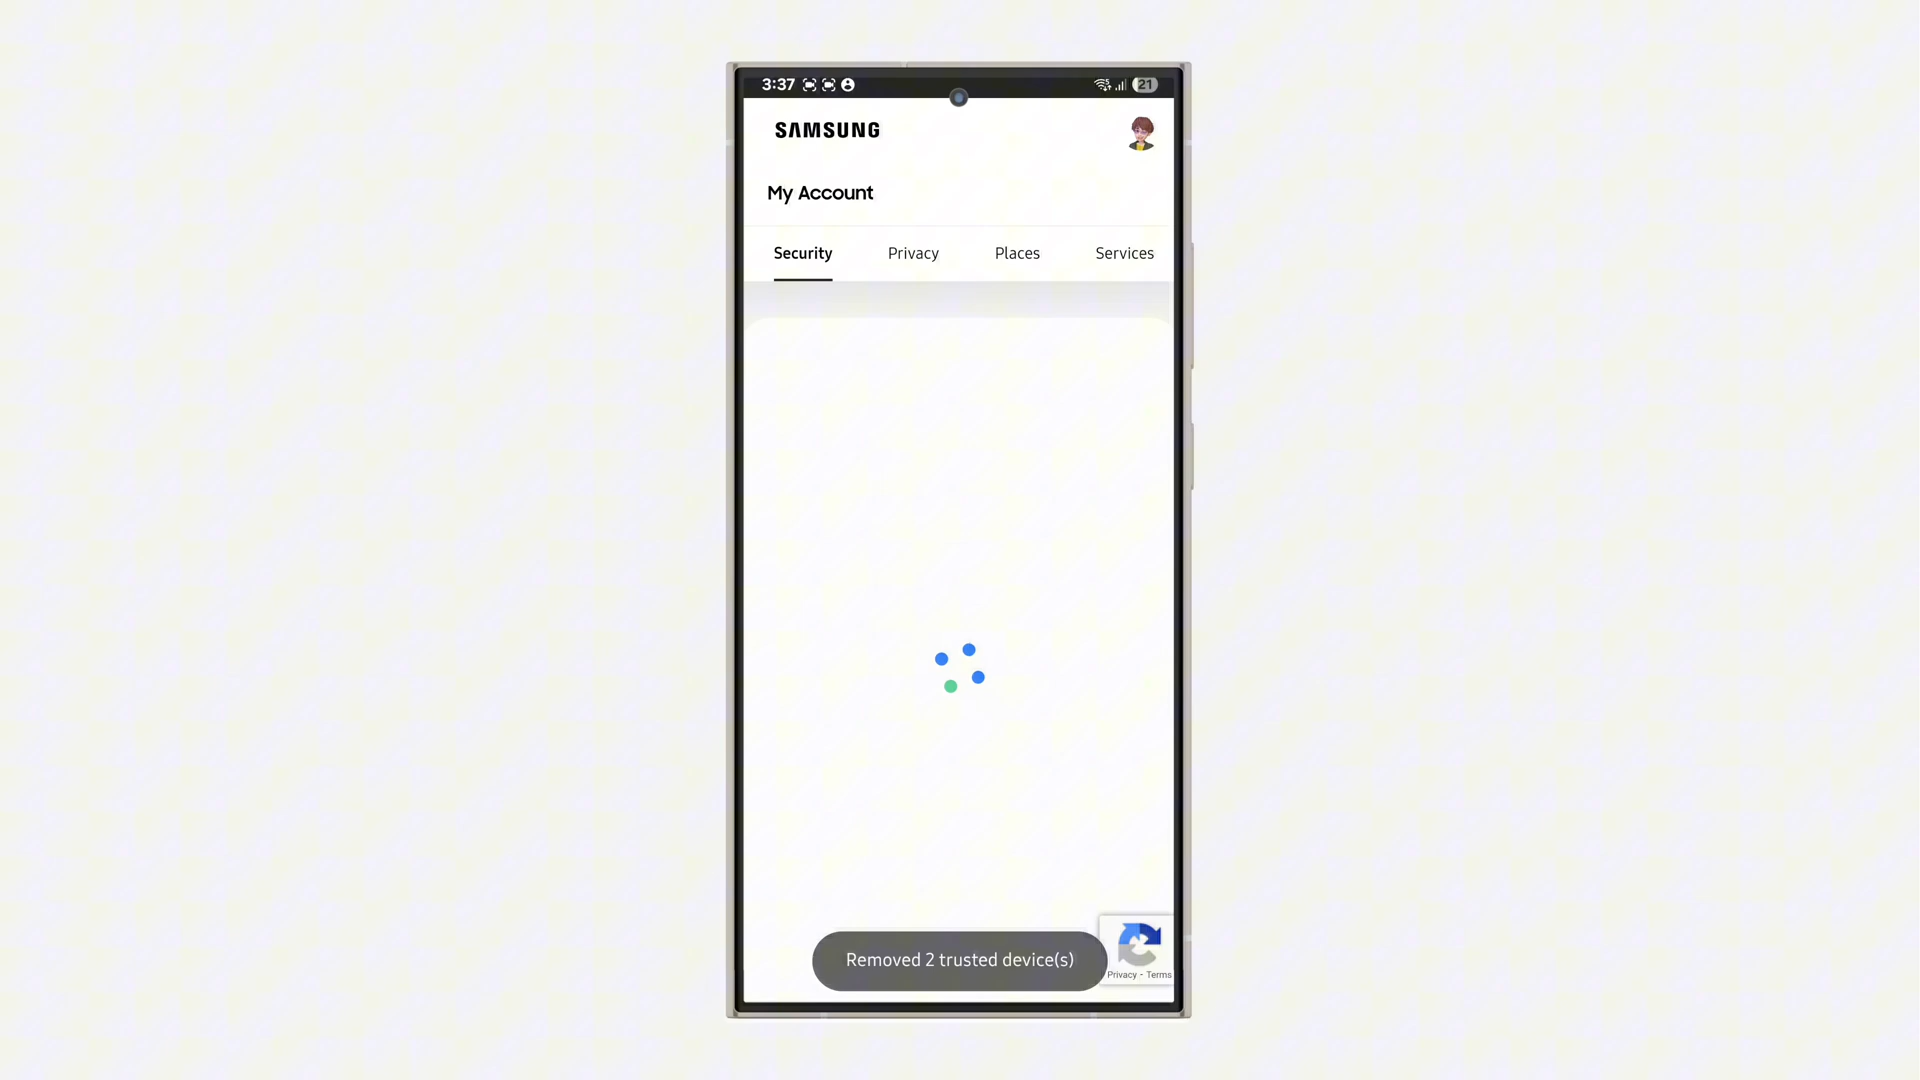 3:37
21
SAMSUNG
My Account
Security Privacy Places Services
Removed 2 trusted device(s)
Privacy - Terms